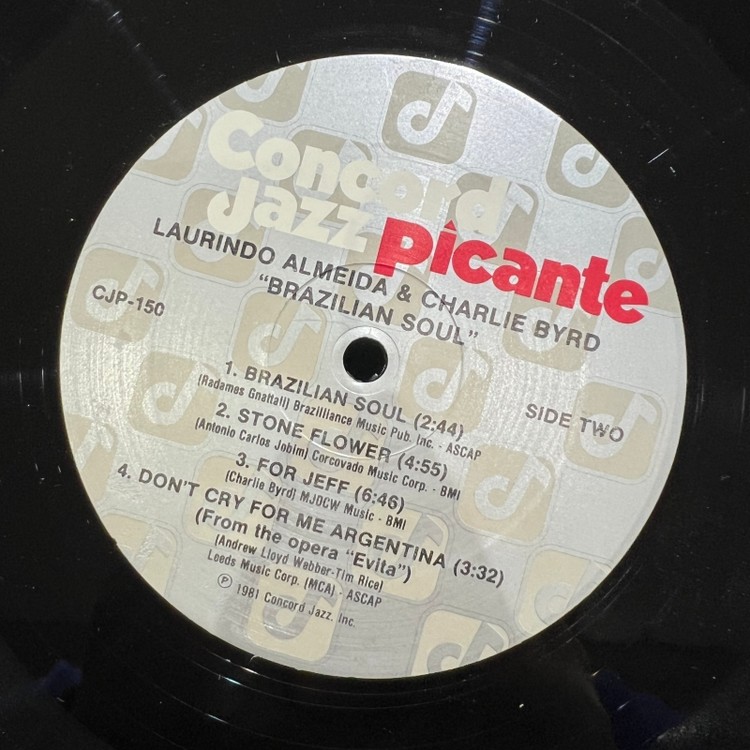 Concord
Jazz Picante
LAURINDO ALMEIDA & CHARLIE BYRD
"BRAZILIAN SOUL"
CJP-150
SIDE TWO
1. BRAZILIAN SOUL (2:44)
(Radames Gnattali) Brazilliance Music Pub. Inc. - ASCAP
2. STONE FLOWER (4:55)
(Antonio Carlos Jobim) Corcovado Music Corp. - BMI
3. FOR JEFF (6:46)
(Charlie Byrd) MJDCW Music - BMI
4. DON'T CRY FOR ME ARGENTINA (3:32)
(From the opera "Evita")
(Andrew Lloyd Webber-Tim Rice)
Leeds Music Corp. (MCA) - ASCAP
Ⓟ 1981 Concord Jazz, Inc.